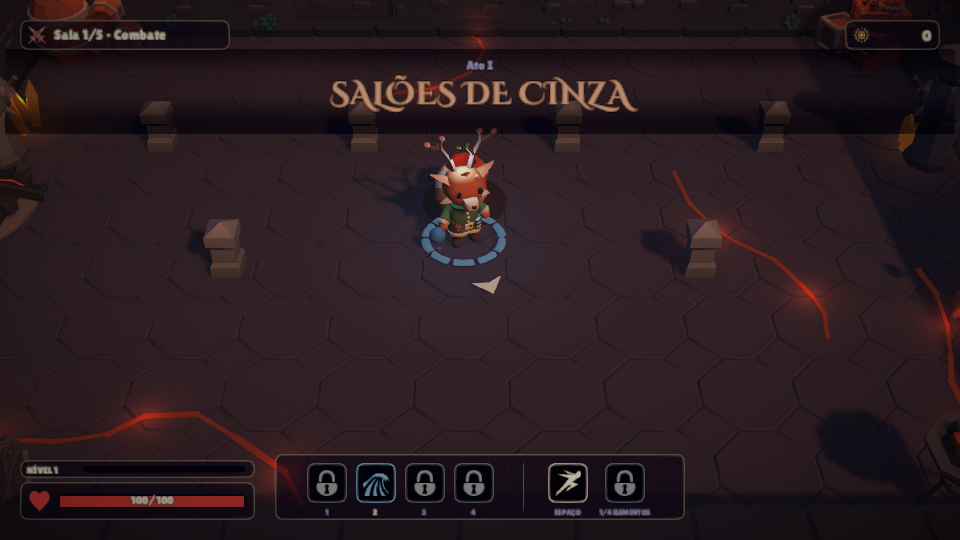 Sala 1/5 - Combate
0
Ato I
SALÕES DE CINZA
NÍVEL 1
100/100
1
2
3
4
ESPAÇO
1/4 ELEMENTOS